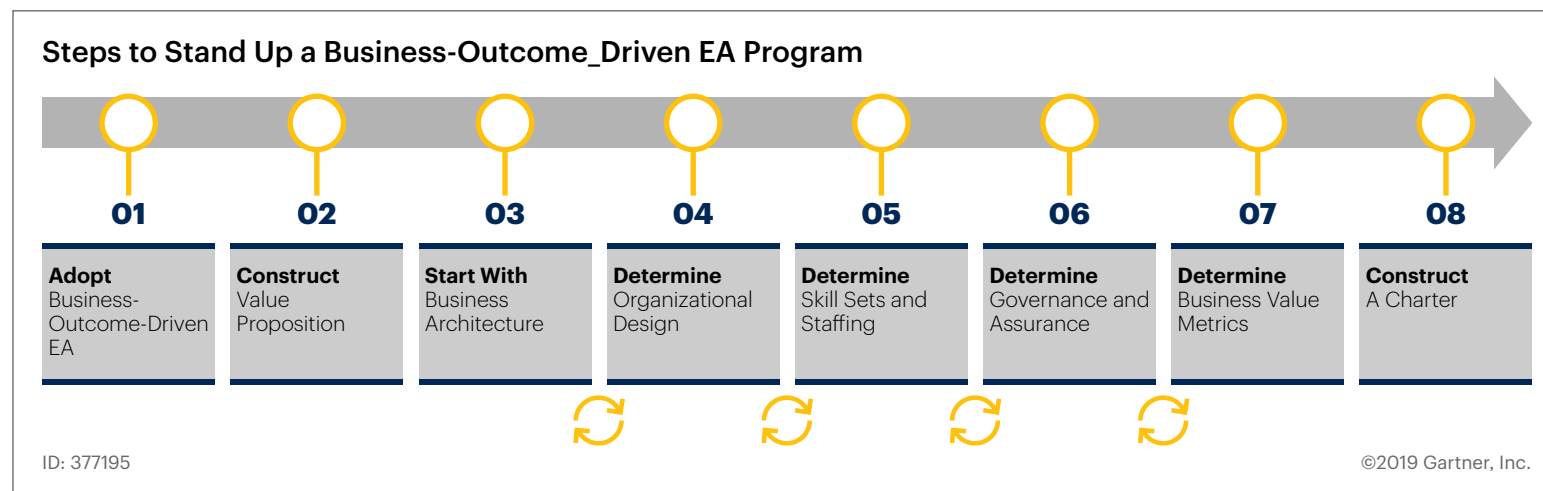 Steps to Stand Up a Business-Outcome_Driven EA Program
01
02
03
04
05
06
07
08
Adopt
Business-
Outcome-Driven
EA
Construct
Value
Proposition
Start With
Business
Architecture
Determine
Organizational
Design
Determine
Skill Sets and
Staffing
Determine
Governance and
Assurance
Determine
Business Value
Metrics
Construct
A Charter
ID: 377195
©2019 Gartner, Inc.